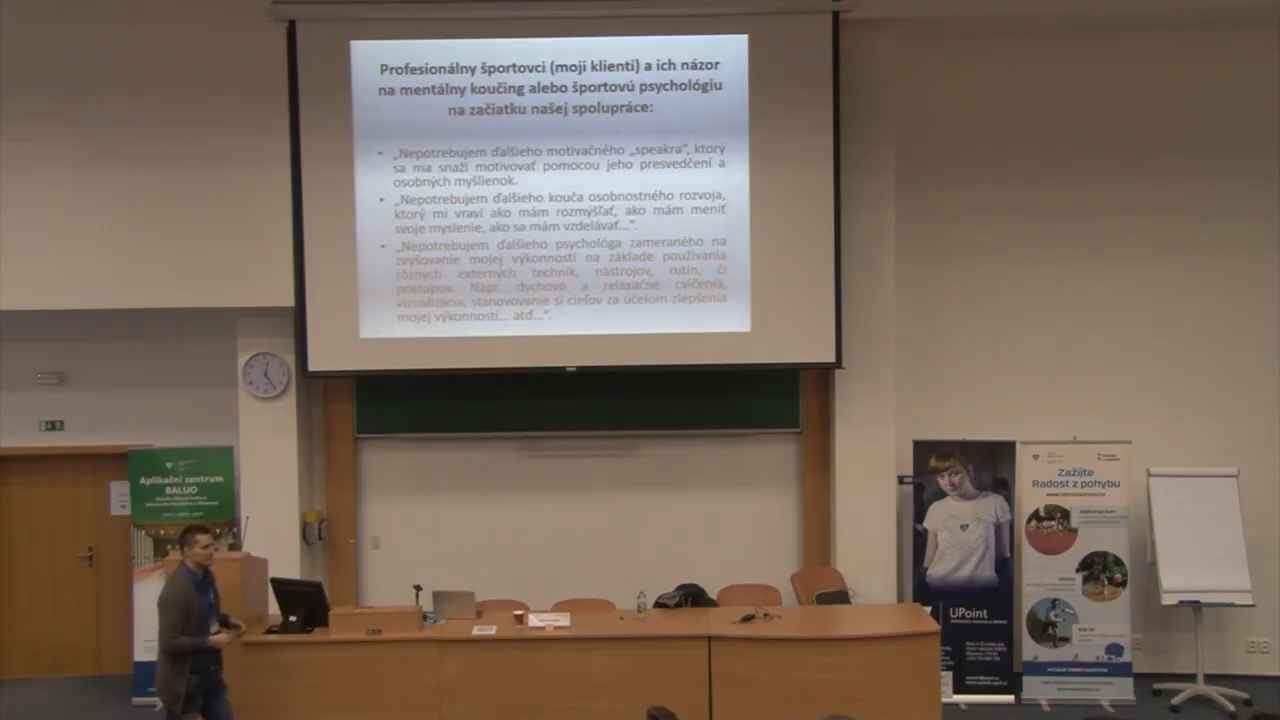 Profesionálny športovci (moji klienti) a ich názor
na mentálny koučing alebo športovú psychológiu
na začiatku našej spolupráce:
• „Nepotrebujem ďalšieho motivačného „speakra“, ktorý
sa ma snaží motivovať pomocou jeho presvedčení a
osobných myšlienok.
• „Nepotrebujem ďalšieho kouča osobnostného rozvoja,
ktorý mi vraví ako mám rozmýšľať, ako mám meniť
svoje myslenie, ako sa mám vzdelávať...“.
• „Nepotrebujem ďalšieho psychológa zameraného na
zvyšovanie mojej výkonnosti na základe používania
rôznych externých techník, nástrojov, rutín, či
postupov. Napr. dychové a relaxačné cvičenia,
vizualizácia, stanovovanie si cieľov za účelom zlepšenia
mojej výkonnosti... atď...“.
Aplikační centrum
BALUO
UPoint
Zažijte
Radost z pohybu